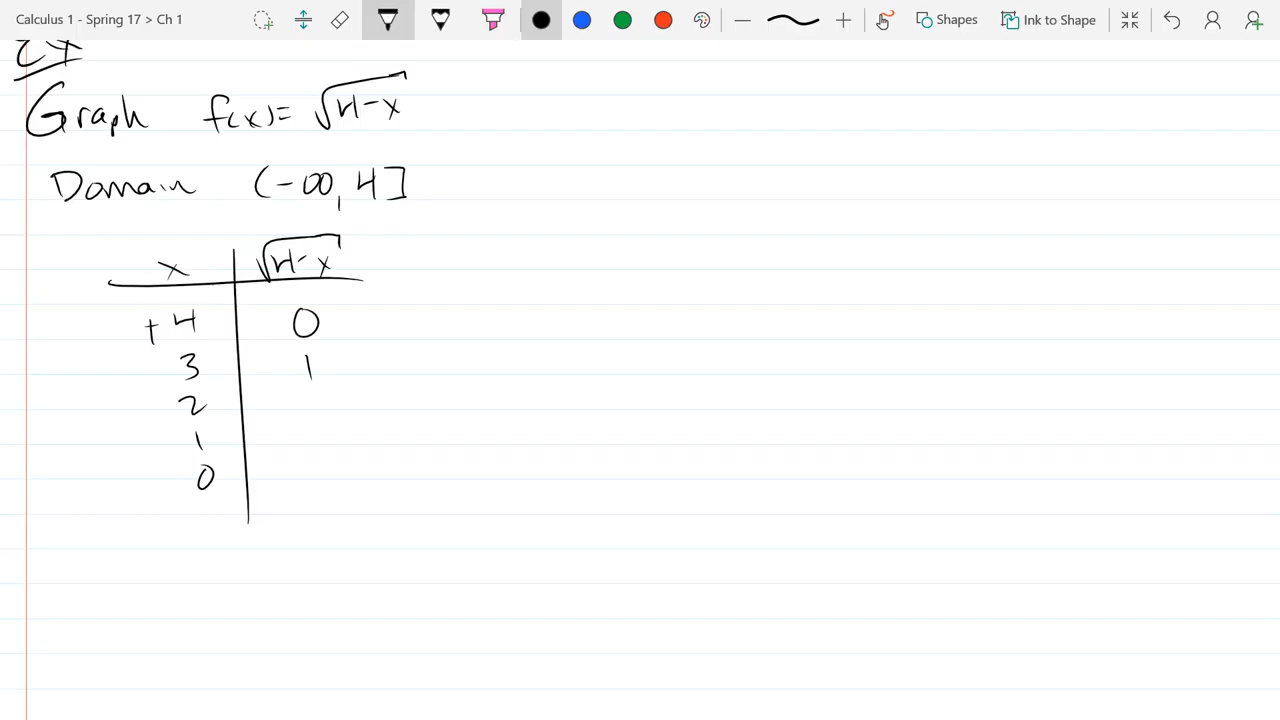 Calculus 1 - Spring 17 > Ch 1
Shapes
Ink to Shape
Ex
Graph f(x)= √4-x
Domain (-∞, 4]
x √4-x
+4 0
3 1
2
1
0